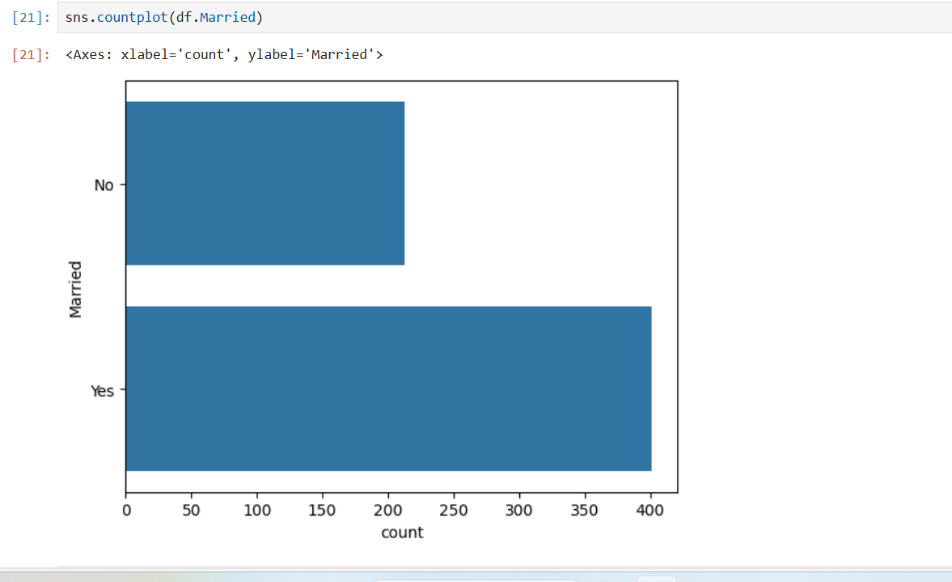 [21]: sns.countplot(df.Married)
[21]: <Axes: xlabel='count', ylabel='Married'>
No
Married
Yes
0 50 100 150 200 250 300 350 400
count